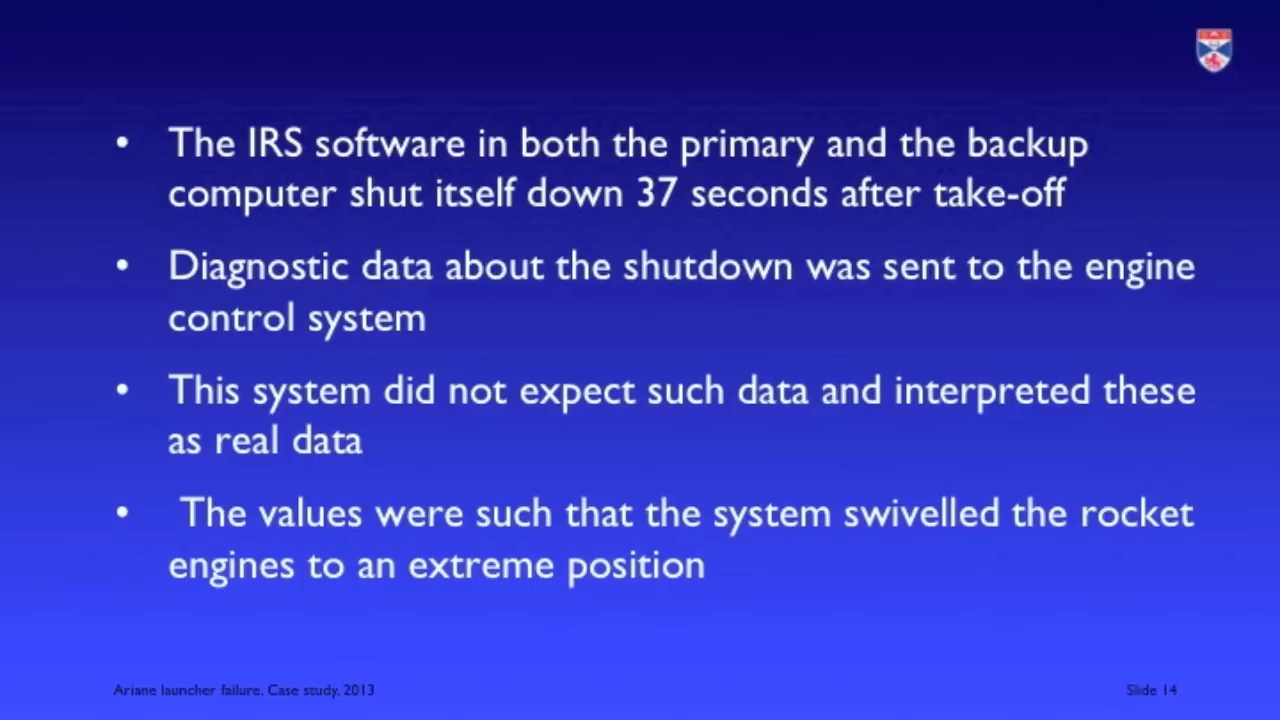 • The IRS software in both the primary and the backup
computer shut itself down 37 seconds after take-off
• Diagnostic data about the shutdown was sent to the engine
control system
• This system did not expect such data and interpreted these
as real data
• The values were such that the system swivelled the rocket
engines to an extreme position
Ariane launcher failure, Case study, 2013
Slide 14